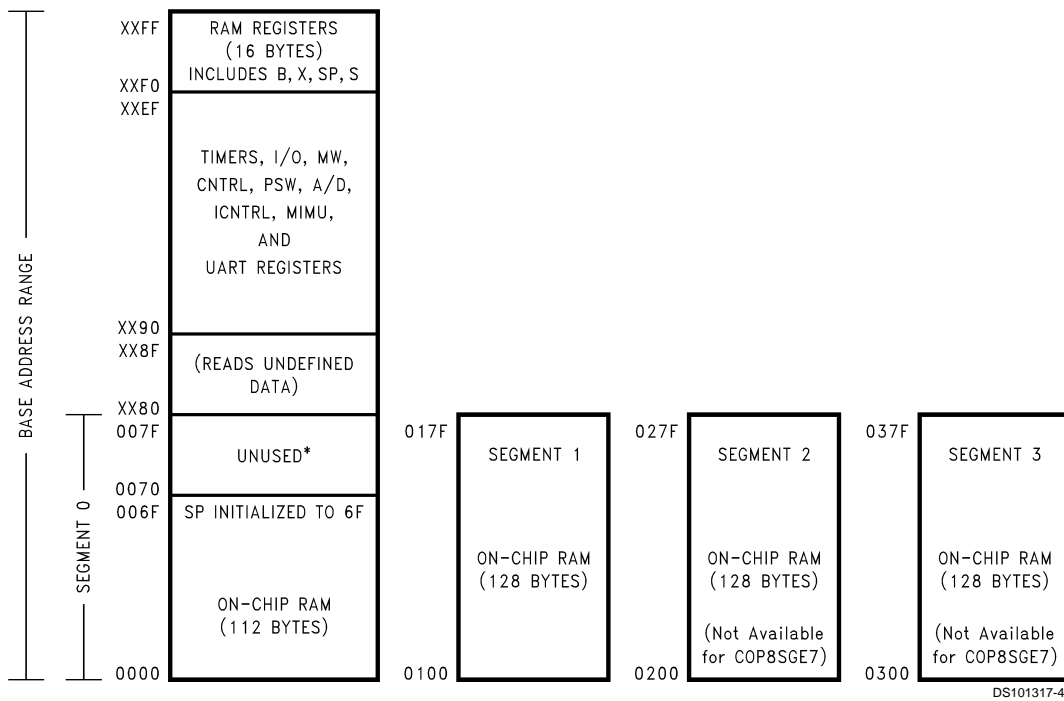 BASE ADDRESS RANGE
SEGMENT 0
XXFF
RAM REGISTERS
(16 BYTES)
INCLUDES B, X, SP, S
XXF0
XXEF
TIMERS, I/O, MW,
CNTRL, PSW, A/D,
ICNTRL, MIMU,
AND
UART REGISTERS
XX90
XX8F
(READS UNDEFINED
DATA)
XX80
007F
UNUSED*
0070
006F
SP INITIALIZED TO 6F
ON-CHIP RAM
(112 BYTES)
0000
017F
SEGMENT 1
ON-CHIP RAM
(128 BYTES)
0100
027F
SEGMENT 2
ON-CHIP RAM
(128 BYTES)
(Not Available
for COP8SGE7)
0200
037F
SEGMENT 3
ON-CHIP RAM
(128 BYTES)
(Not Available
for COP8SGE7)
0300
DS101317-4